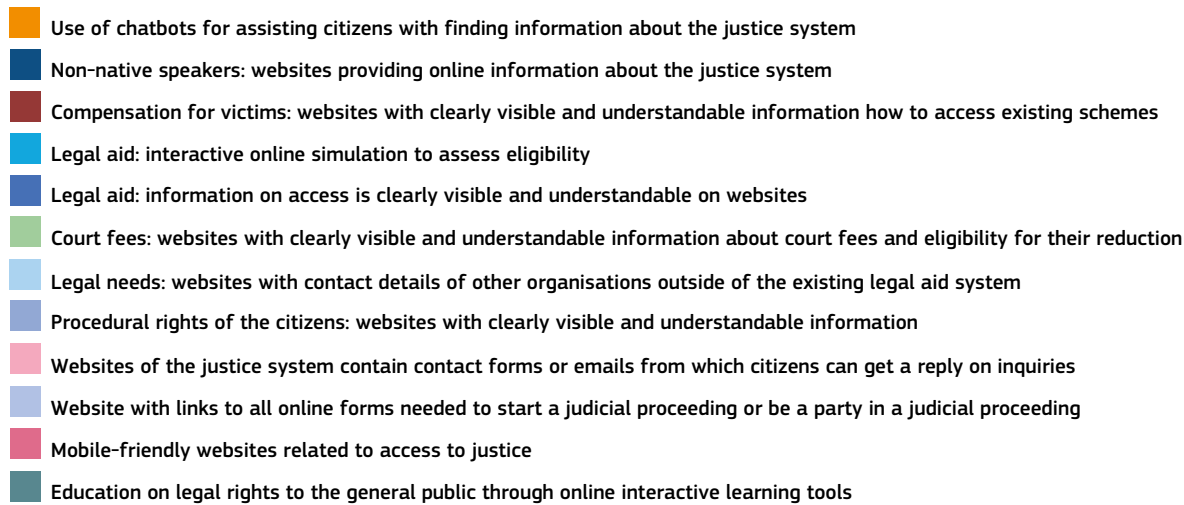 Use of chatbots for assisting citizens with finding information about the justice system
Non-native speakers: websites providing online information about the justice system
Compensation for victims: websites with clearly visible and understandable information how to access existing schemes
Legal aid: interactive online simulation to assess eligibility
Legal aid: information on access is clearly visible and understandable on websites
Court fees: websites with clearly visible and understandable information about court fees and eligibility for their reduction
Legal needs: websites with contact details of other organisations outside of the existing legal aid system
Procedural rights of the citizens: websites with clearly visible and understandable information
Websites of the justice system contain contact forms or emails from which citizens can get a reply on inquiries
Website with links to all online forms needed to start a judicial proceeding or be a party in a judicial proceeding
Mobile-friendly websites related to access to justice
Education on legal rights to the general public through online interactive learning tools